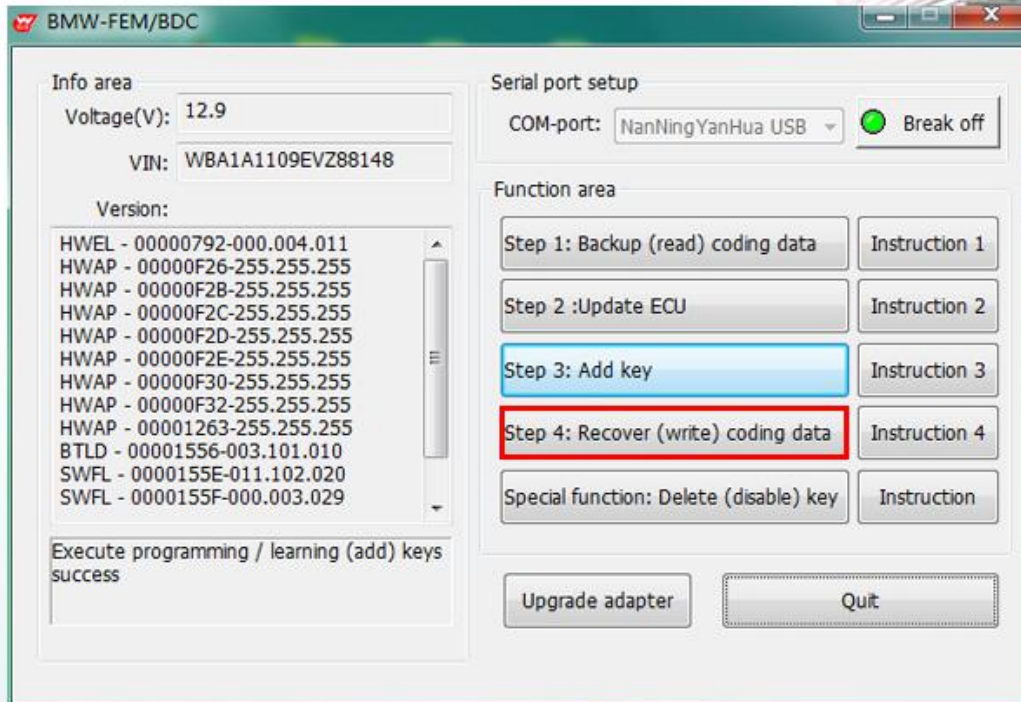 BMW-FEM/BDC
Info area
Voltage(V): 12.9
VIN: WBA1A1109EVZ88148
Version:
HWEL - 00000792-000.004.011
HWAP - 00000F26-255.255.255
HWAP - 00000F2B-255.255.255
HWAP - 00000F2C-255.255.255
HWAP - 00000F2D-255.255.255
HWAP - 00000F2E-255.255.255
HWAP - 00000F30-255.255.255
HWAP - 00000F32-255.255.255
HWAP - 00001263-255.255.255
BTLD - 00001556-003.101.010
SWFL - 0000155E-011.102.020
SWFL - 0000155F-000.003.029
Execute programming / learning (add) keys
success
Serial port setup
COM-port: NanNingYanHua USB Break off
Function area
Step 1: Backup (read) coding data Instruction 1
Step 2 :Update ECU Instruction 2
Step 3: Add key Instruction 3
Step 4: Recover (write) coding data Instruction 4
Special function: Delete (disable) key Instruction
Upgrade adapter Quit